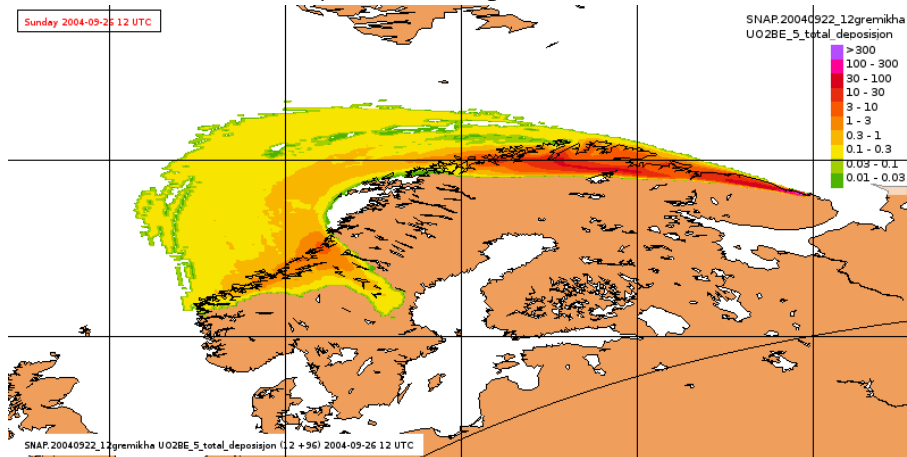 Sunday 2004-09-26 12 UTC
SNAP.20040922_12gremikha
UO2BE_5_total_deposisjon
>300
100 - 300
30 - 100
10 - 30
3 - 10
1 - 3
0.3 - 1
0.1 - 0.3
0.03 - 0.1
0.01 - 0.03
SNAP.20040922_12gremikha UO2BE_5_total_deposisjon (12 +96) 2004-09-26 12 UTC